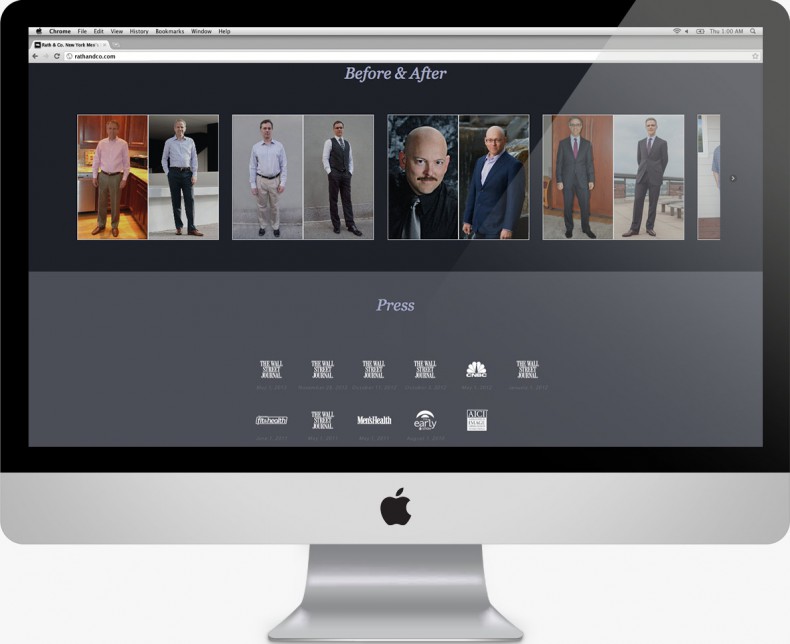 Chrome File Edit View History Bookmarks Window Help Thu 1:00 AM
Rath & Co. New York Men's
rathandco.com
Before & After
Press
THE WALL STREET JOURNAL
THE WALL STREET JOURNAL
THE WALL STREET JOURNAL
THE WALL STREET JOURNAL
CNBC
THE WALL STREET JOURNAL
fit&health
THE WALL STREET JOURNAL
Men'sHealth
early
AICI
IMAGE